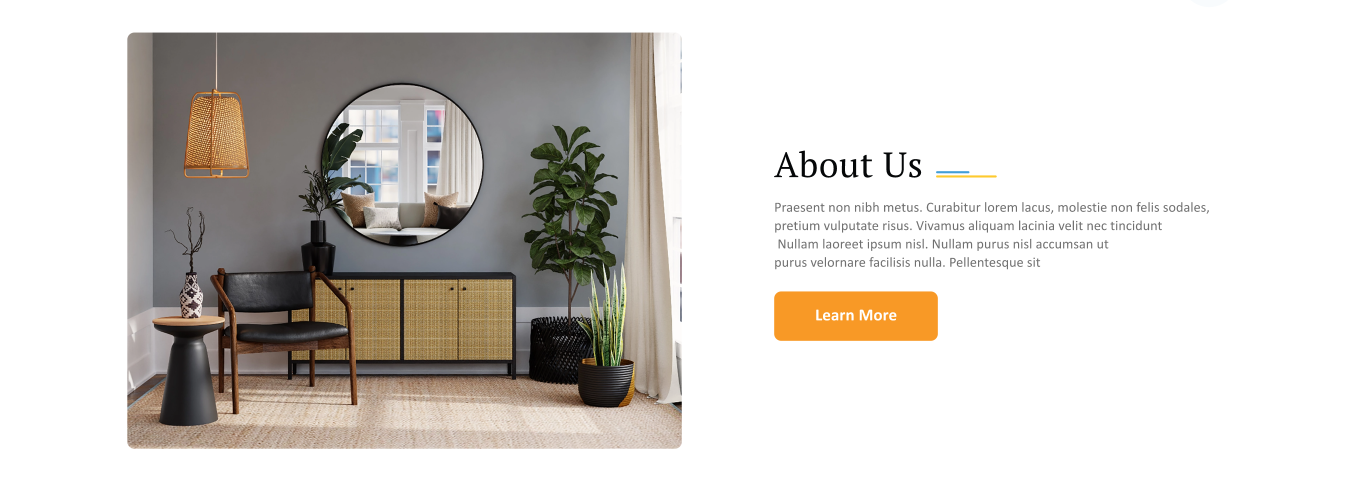 About Us
Praesent non nibh metus. Curabitur lorem lacus, molestie non felis sodales,
pretium vulputate risus. Vivamus aliquam lacinia velit nec tincidunt
Nullam laoreet ipsum nisl. Nullam purus nisl accumsan ut
purus velornare facilisis nulla. Pellentesque sit
Learn More